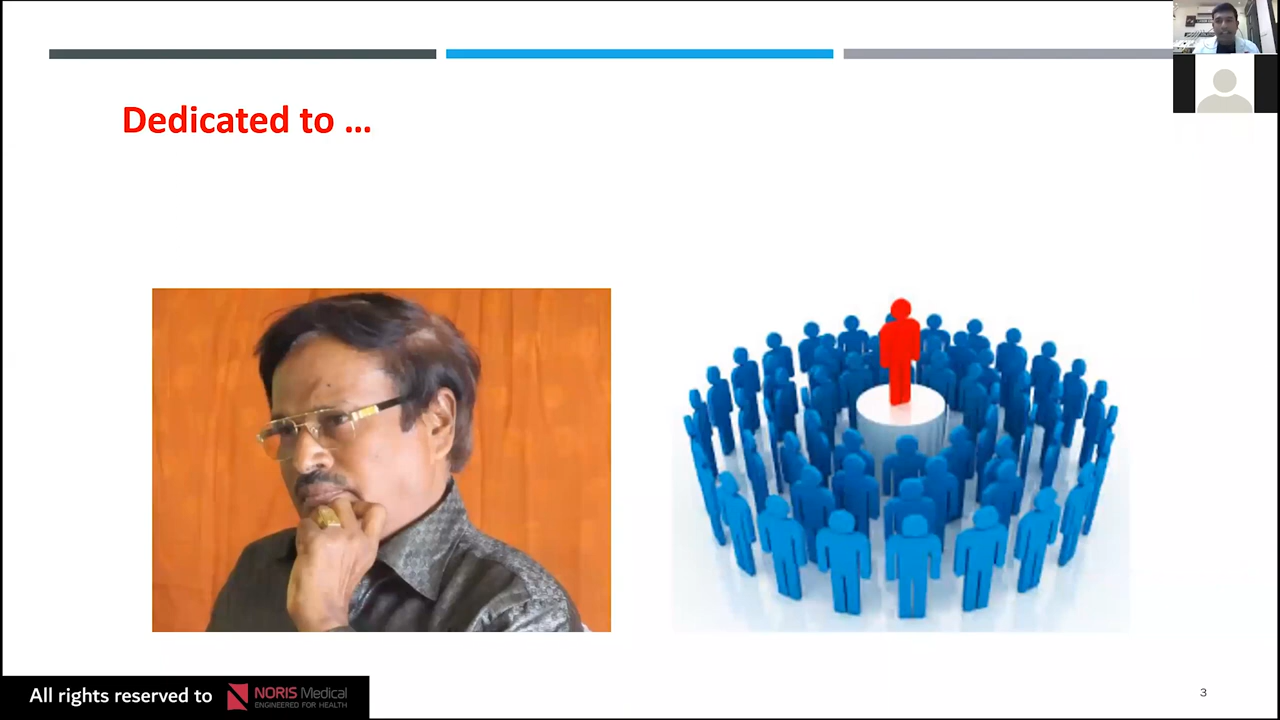 Dedicated to ...
All rights reserved to
NORIS Medical
ENGINEERED FOR HEALTH
3